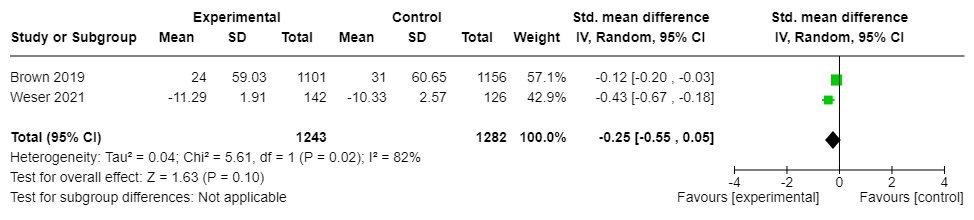 Experimental Control Std. mean difference Std. mean difference
Study or Subgroup Mean SD Total Mean SD Total Weight IV, Random, 95% CI IV, Random, 95% CI
Brown 2019 24 59.03 1101 31 60.65 1156 57.1% -0.12 [-0.20 , -0.03]
Weser 2021 -11.29 1.91 142 -10.33 2.57 126 42.9% -0.43 [-0.67 , -0.18]
Total (95% CI) 1243 1282 100.0% -0.25 [-0.55 , 0.05]
Heterogeneity: Tau² = 0.04; Chi² = 5.61, df = 1 (P = 0.02); I² = 82%
Test for overall effect: Z = 1.63 (P = 0.10) -4 -2 0 2 4
Test for subgroup differences: Not applicable Favours [experimental] Favours [control]